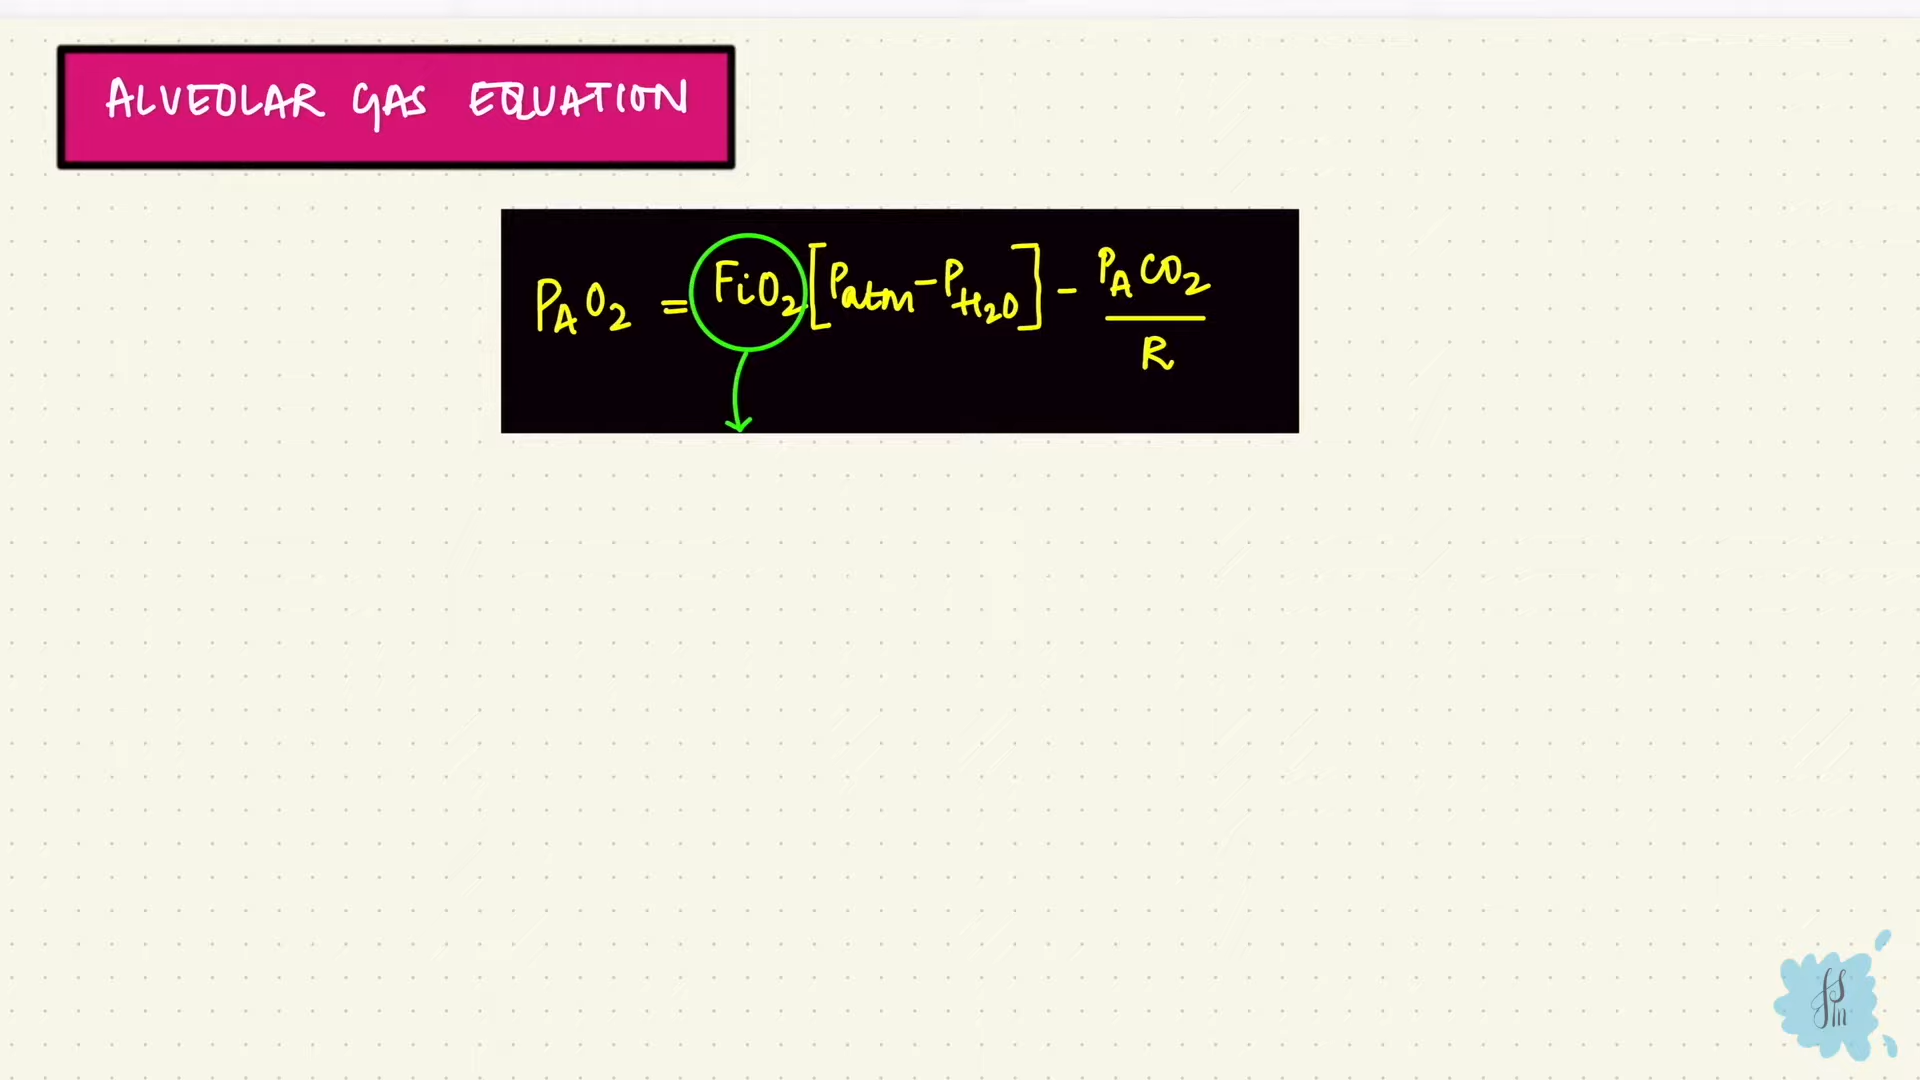 ALVEOLAR GAS EQUATION
PAO2 = FiO2 [Patm - PH2O] - PACO2 / R